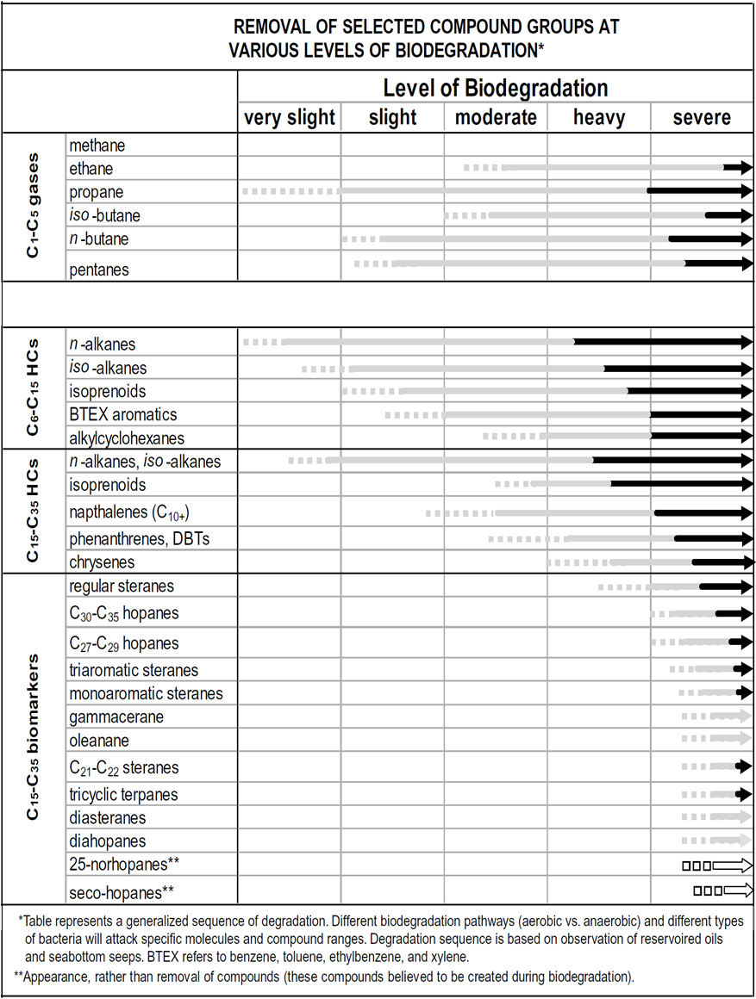 REMOVAL OF SELECTED COMPOUND GROUPS AT
VARIOUS LEVELS OF BIODEGRADATION*
Level of Biodegradation
very slight slight moderate heavy severe
C1-C5 gases
methane
ethane
propane
iso-butane
n-butane
pentanes
C6-C15 HCs
n-alkanes
iso-alkanes
isoprenoids
BTEX aromatics
alkylcyclohexanes
C15-C35 HCs
n-alkanes, iso-alkanes
isoprenoids
napthalenes (C10+)
phenanthrenes, DBTs
chrysenes
C15-C35 biomarkers
regular steranes
C30-C35 hopanes
C27-C29 hopanes
triaromatic steranes
monoaromatic steranes
gammacerane
oleanane
C21-C22 steranes
tricyclic terpanes
diasteranes
diahopanes
25-norhopanes**
seco-hopanes**
*Table represents a generalized sequence of degradation. Different biodegradation pathways (aerobic vs. anaerobic) and different types
of bacteria will attack specific molecules and compound ranges. Degradation sequence is based on observation of reservoired oils
and seabottom seeps. BTEX refers to benzene, toluene, ethylbenzene, and xylene.
**Appearance, rather than removal of compounds (these compounds believed to be created during biodegradation).